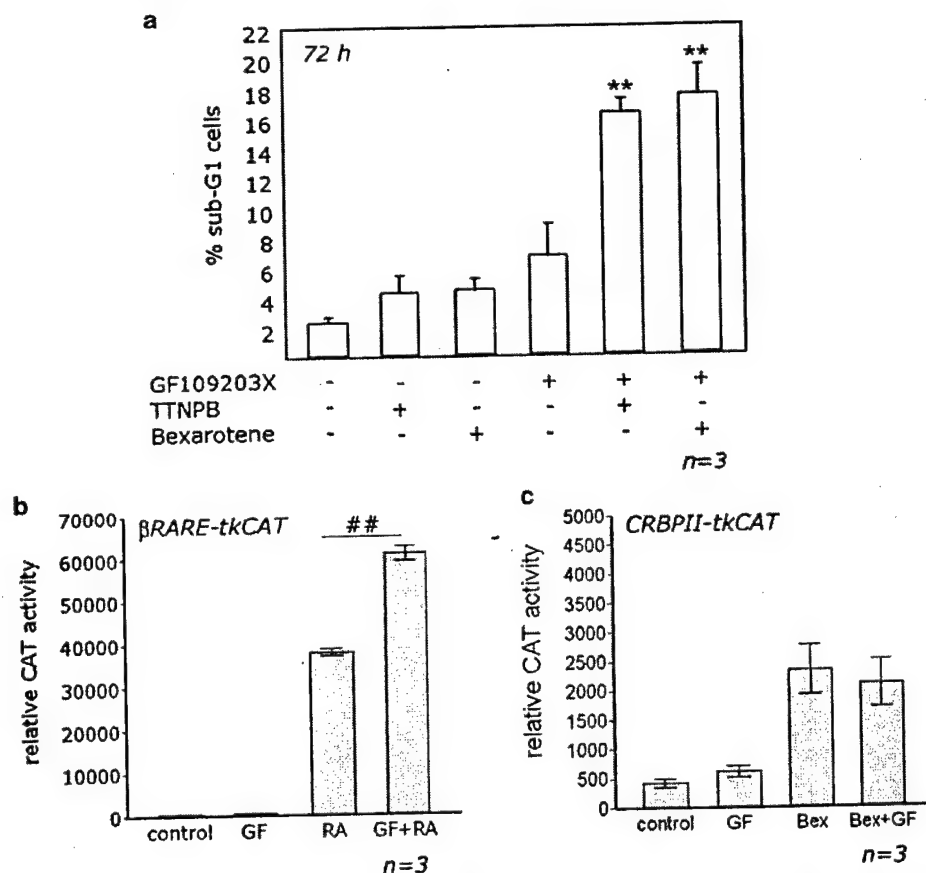 a
22
20
18
16
14
12
10
8
6
4
2
% sub-G1 cells
72 h
** **
GF109203X - - - + + +
TTNPB - + - - + -
Bexarotene - - + - - +
n=3
b
70000
60000
50000
40000
30000
20000
10000
0
relative CAT activity
βRARE-tkCAT
##
control GF RA GF+RA
n=3
c
5000
4500
4000
3500
3000
2500
2000
1500
1000
500
0
relative CAT activity
CRBPII-tkCAT
control GF Bex Bex+GF
n=3